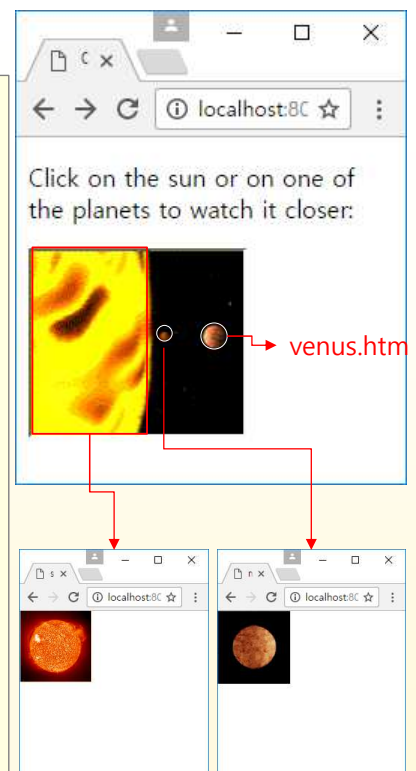 C
localhost:8C
Click on the sun or on one of
the planets to watch it closer:
venus.htm
s
localhost:8C
n
localhost:8C